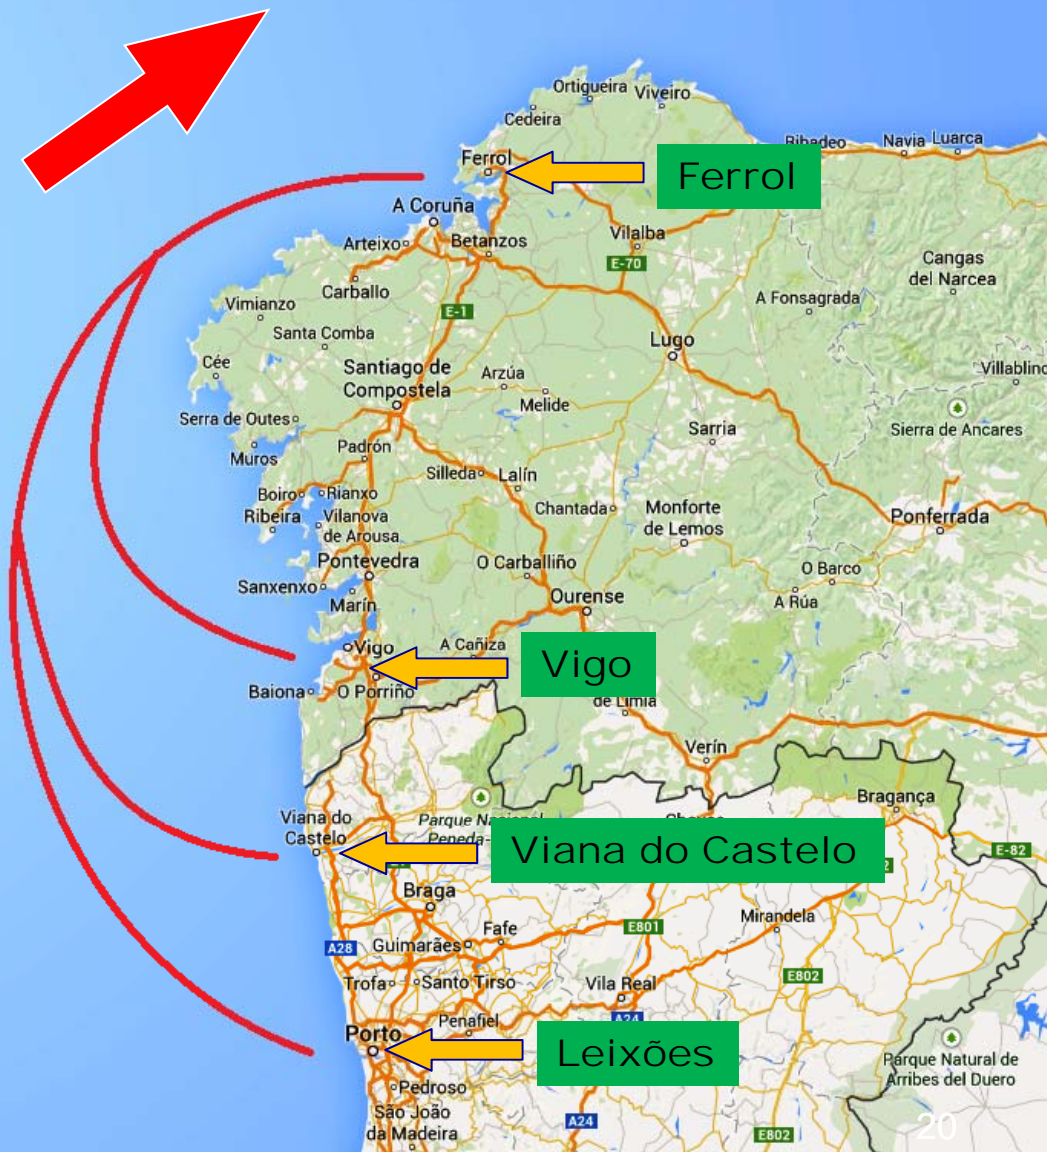 Ortigueira
Viveiro
Cedeira
Ribadeo
Navia
Luarca
Ferrol
Ferrol
A Coruña
Arteixo
Betanzos
Vilalba
E-70
Cangas
del Narcea
Carballo
A Fonsagrada
Vimianzo
E-1
Santa Comba
Lugo
Cée
Santiago de
Compostela
Arzúa
Villablino
Melide
Serra de Outes
Sarria
Sierra de Ancares
Muros
Padrón
Silleda
Lalín
Boiro
Rianxo
Chantada
Monforte
de Lemos
Ribeira
Vilanova
de Arousa
Ponferrada
Pontevedra
O Carballiño
O Barco
Sanxenxo
Marín
Ourense
A Rúa
Vigo
A Cañiza
Vigo
Baiona
O Porriño
de Limia
Verín
Bragança
Viana do
Castelo
Parque
Viana do Castelo
E-82
Braga
Mirandela
Fafe
E801
A28
Guimarães
E802
Trofa
Santo Tirso
Vila Real
Porto
Penafiel
A24
Leixões
Parque Natural de
Arribes del Duero
Pedroso
São João
da Madeira
A24
E802
20